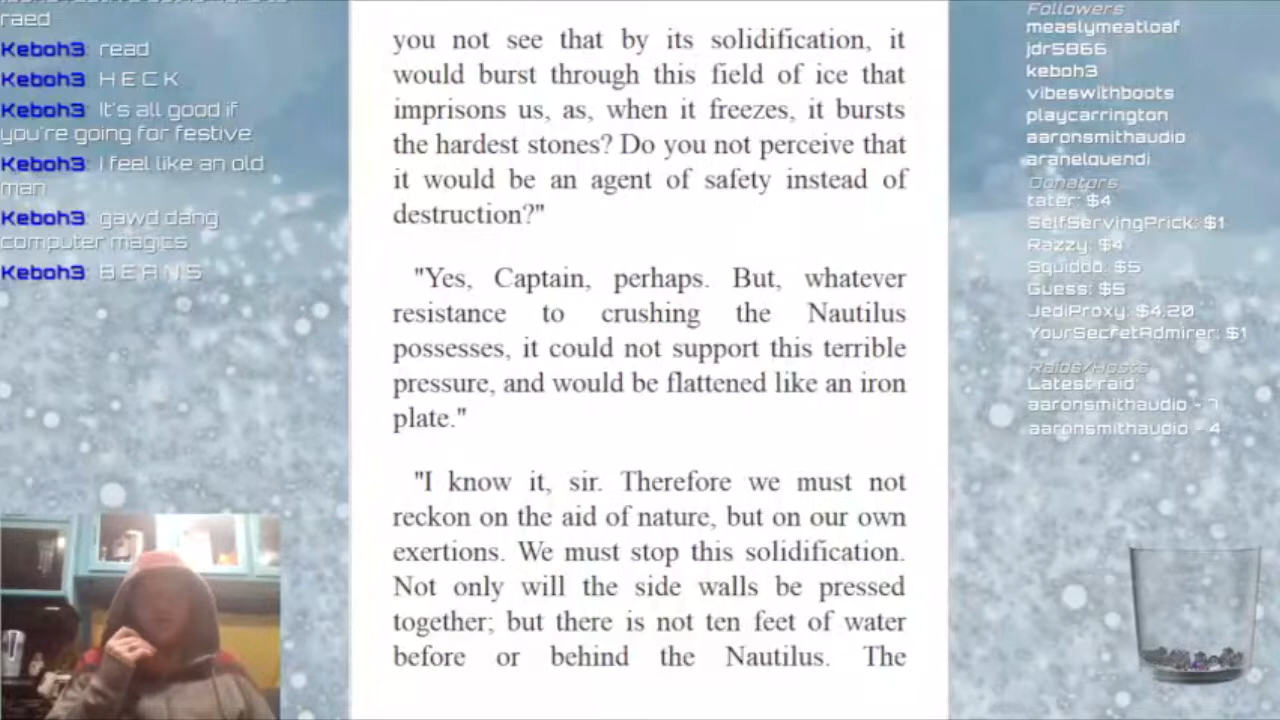 raed
Keboh3: read
Keboh3: H E C K
Keboh3: It's all good if
you're going for festive
Keboh3: I feel like an old
man
Keboh3: gawd dang
computer magics
Keboh3: B E A N S
you not see that by its solidification, it
would burst through this field of ice that
imprisons us, as, when it freezes, it bursts
the hardest stones? Do you not perceive that
it would be an agent of safety instead of
destruction?"
"Yes, Captain, perhaps. But, whatever
resistance to crushing the Nautilus
possesses, it could not support this terrible
pressure, and would be flattened like an iron
plate."
"I know it, sir. Therefore we must not
reckon on the aid of nature, but on our own
exertions. We must stop this solidification.
Not only will the side walls be pressed
together; but there is not ten feet of water
before or behind the Nautilus. The
Followers
measlymeatloaf
jdr5866
keboh3
vibeswithboots
playcarrington
aaronsmithaudio
aranelquendi
Donators
tater: $4
SelfServingPrick: $1
Razzy: $4
Squidoo: $5
Guess: $5
JediProxy: $4.20
YourSecretAdmirer: $1
Raids/Hosts
Latest raid
aaronsmithaudio - 7
aaronsmithaudio - 4